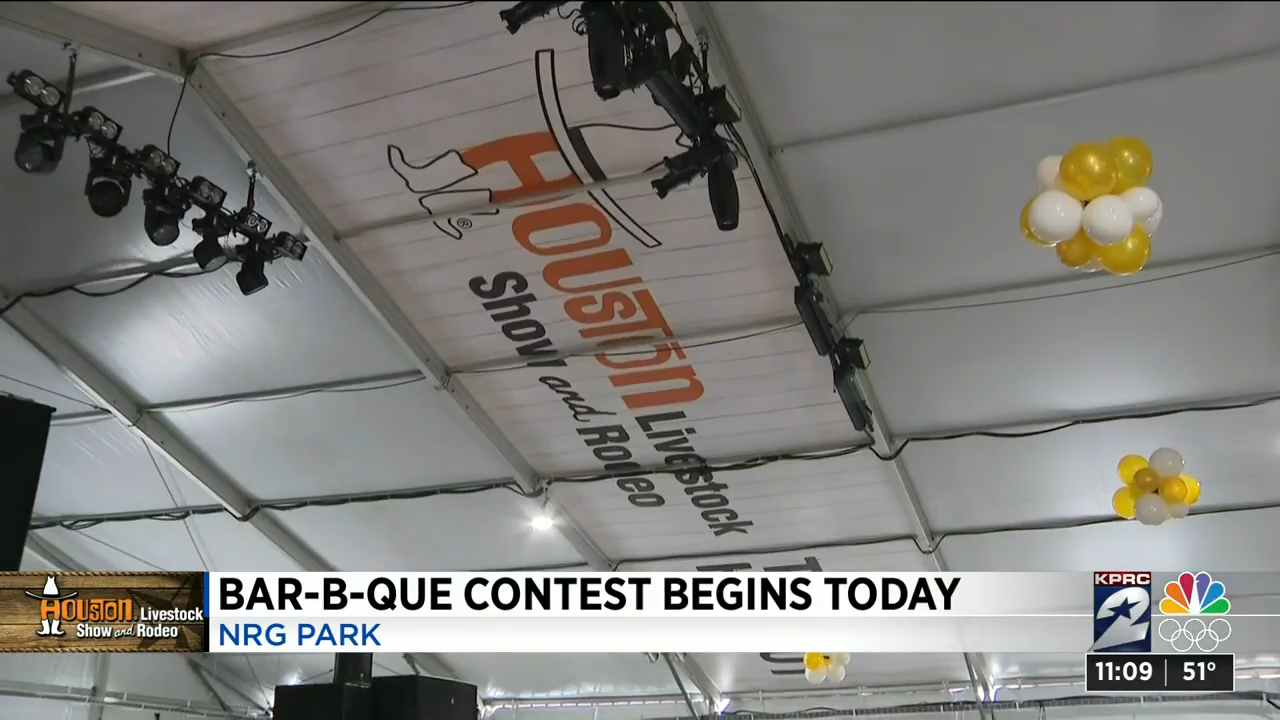 HOUSTON
Livestock
Show and Rodeo
®
BAR-B-QUE CONTEST BEGINS TODAY
NRG PARK
HOUSTON Livestock
Show and Rodeo
KPRC
2
11:09 | 51°